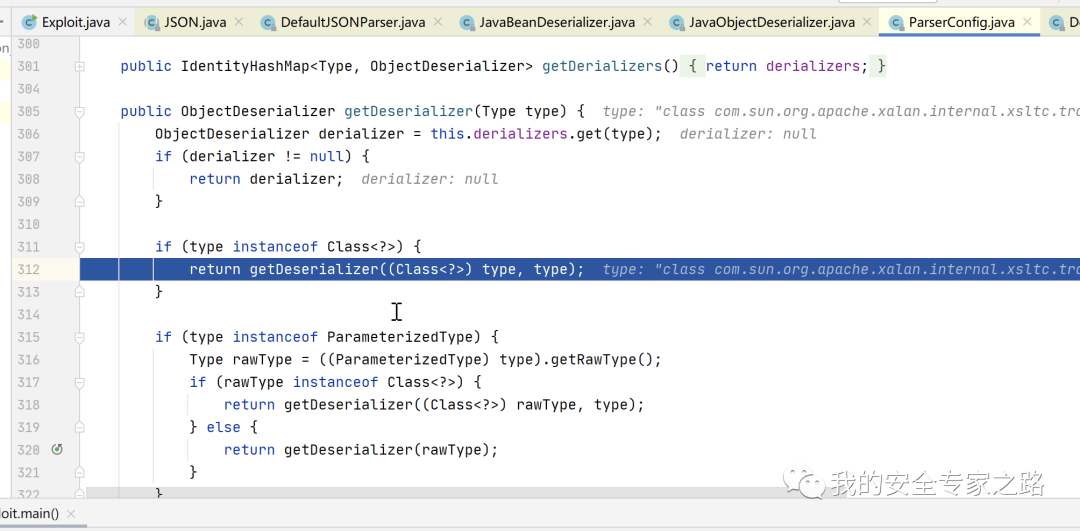 Exploit.java JSON.java DefaultJSONParser.java JavaBeanDeserializer.java JavaObjectDeserializer.java ParserConfig.java
300
301 public IdentityHashMap<Type, ObjectDeserializer> getDerializers() { return derializers; }
304
305 public ObjectDeserializer getDeserializer(Type type) { type: "class com.sun.org.apache.xalan.internal.xsltc.tra
306 ObjectDeserializer derializer = this.derializers.get(type); derializer: null
307 if (derializer != null) {
308 return derializer; derializer: null
309 }
310
311 if (type instanceof Class<?>) {
312 return getDeserializer((Class<?>) type, type); type: "class com.sun.org.apache.xalan.internal.xsltc.tra
313 }
314
315 if (type instanceof ParameterizedType) {
316 Type rawType = ((ParameterizedType) type).getRawType();
317 if (rawType instanceof Class<?>) {
318 return getDeserializer((Class<?>) rawType, type);
319 } else {
320 return getDeserializer(rawType);
321 }
322 }
我的安全专家之路
loit.main()